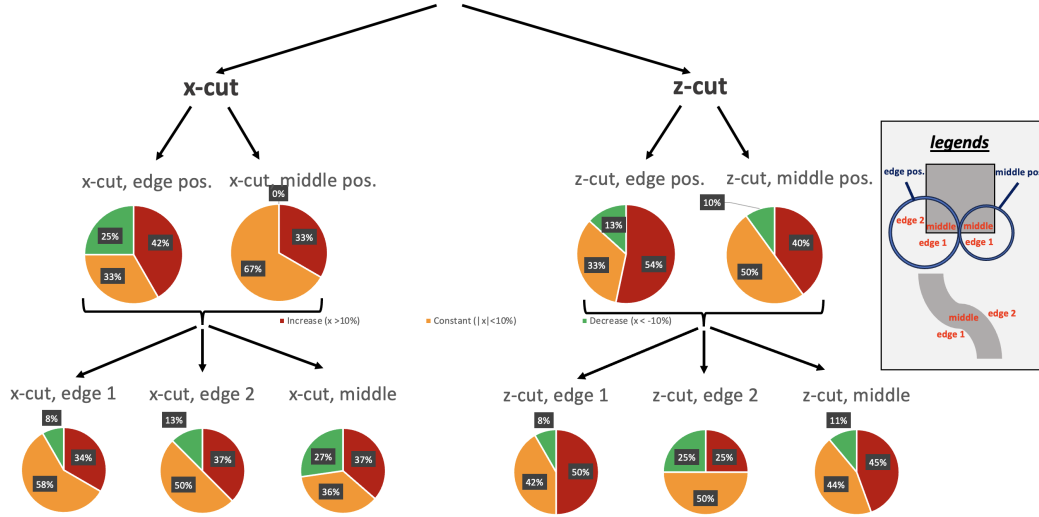 x-cut
z-cut
x-cut, edge pos.
x-cut, middle pos.
z-cut, edge pos.
z-cut, middle pos.
25%
42%
33%
0%
33%
67%
13%
54%
33%
10%
40%
50%
Increase (x >10%)
Constant (|x|<10%)
Decrease (x < -10%)
x-cut, edge 1
x-cut, edge 2
x-cut, middle
z-cut, edge 1
z-cut, edge 2
z-cut, middle
8%
34%
58%
13%
37%
50%
27%
37%
36%
8%
50%
42%
25%
25%
50%
11%
45%
44%
legends
edge pos.
middle pos.
edge 2
middle
middle
edge 1
edge 1
middle
edge 2
edge 1